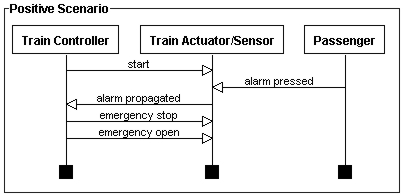 Positive Scenario
Train Controller
Train Actuator/Sensor
Passenger
start
alarm pressed
alarm propagated
emergency stop
emergency open